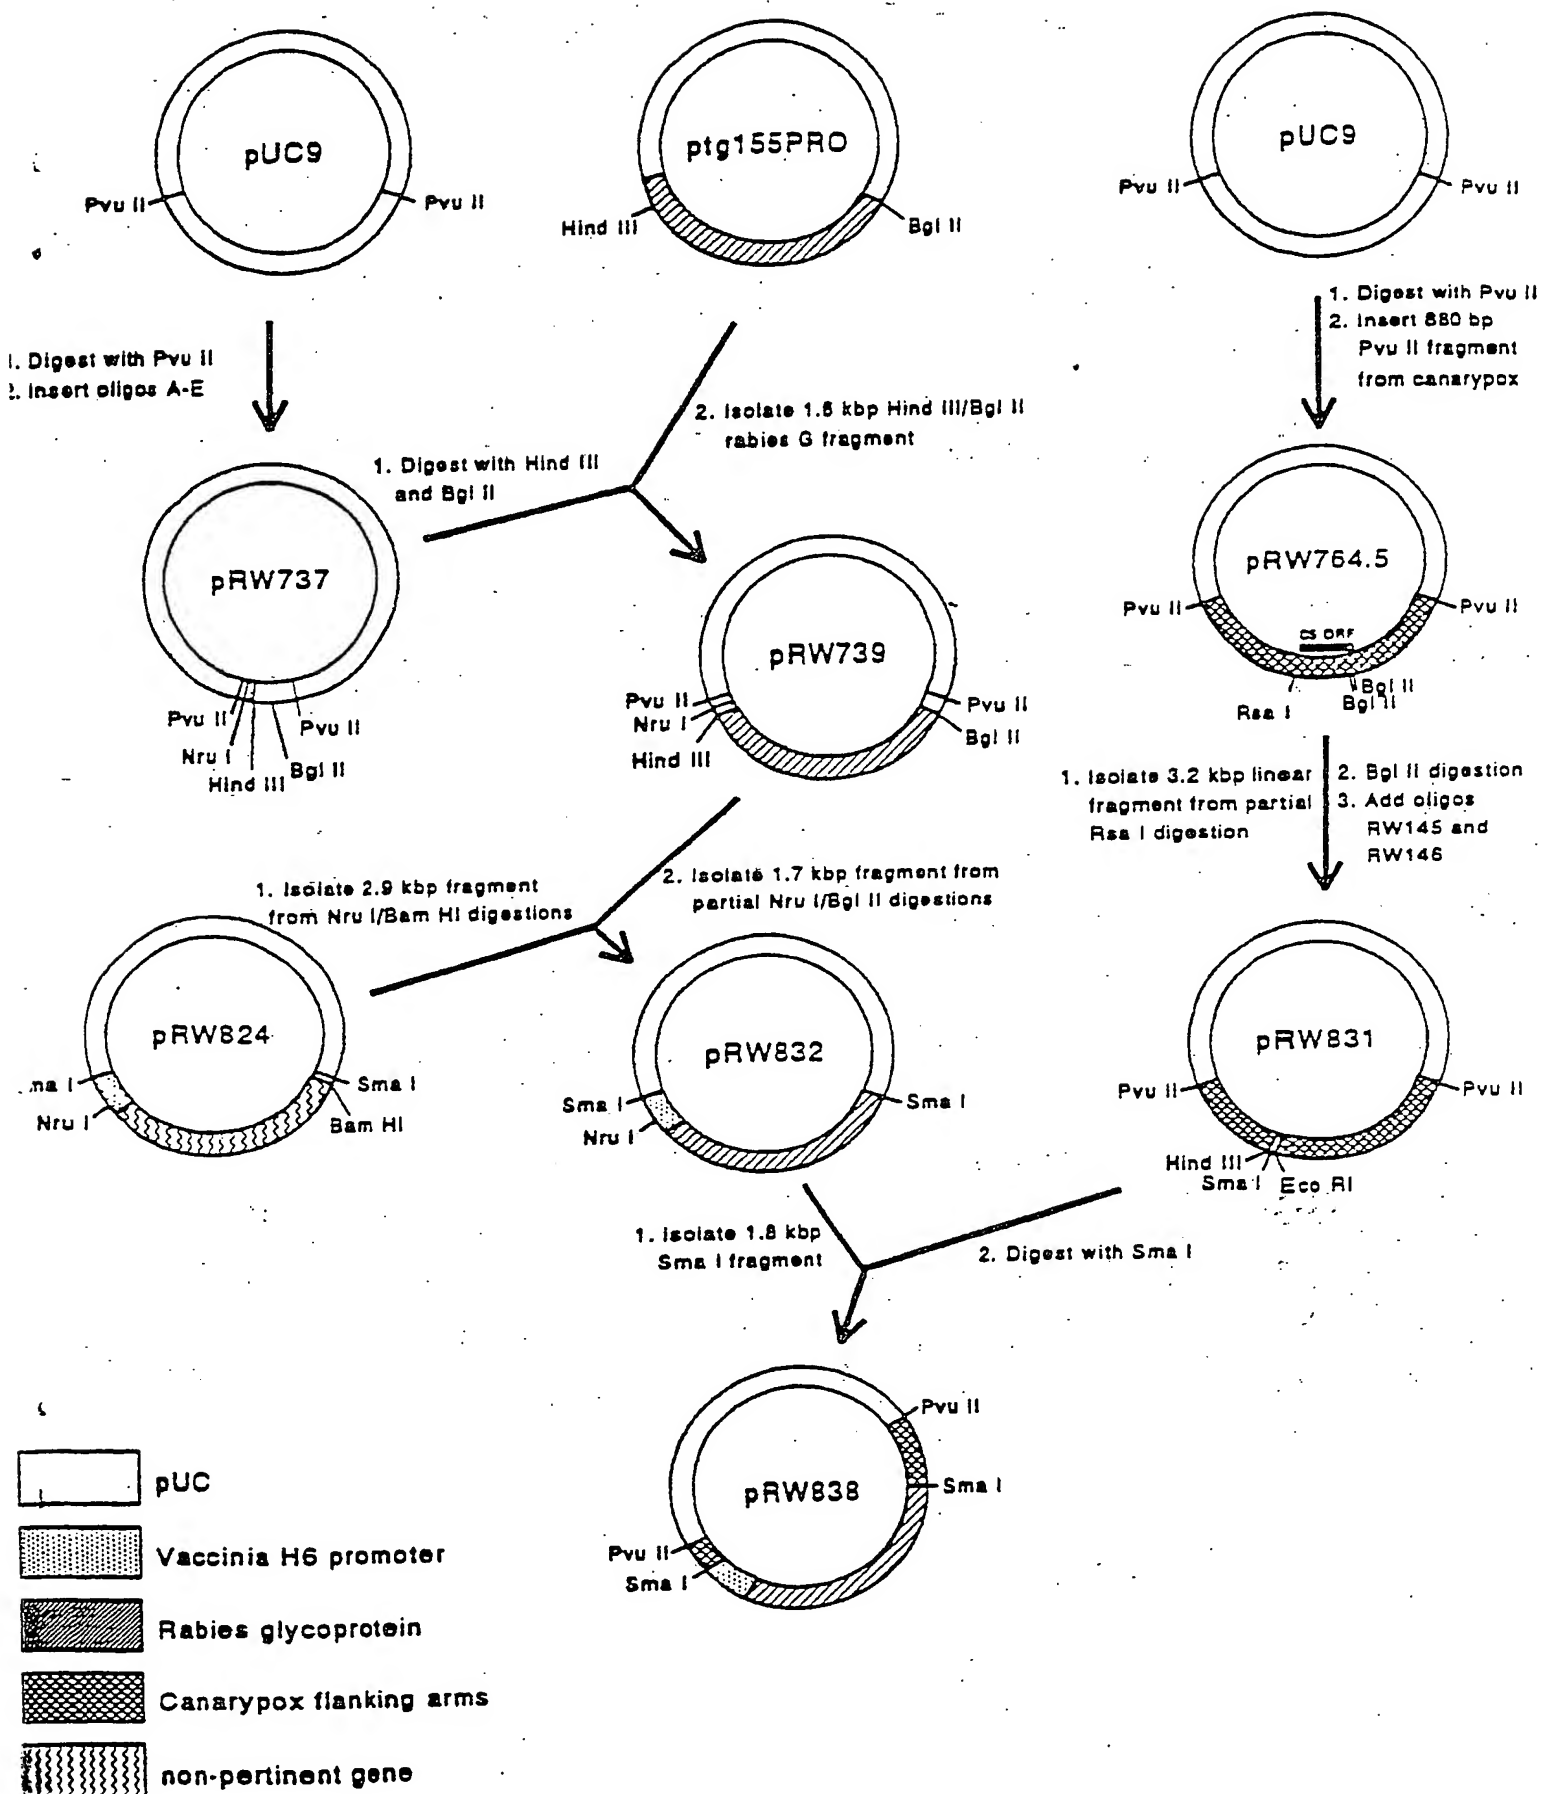 pUC9
Pvu II
Pvu II
ptg155PRO
Hind III
Bgl II
pUC9
Pvu II
Pvu II
1. Digest with Pvu II
2. Insert oligos A-E
1. Digest with Hind III
and Bgl II
2. Isolate 1.6 kbp Hind III/Bgl II
rabies G fragment
1. Digest with Pvu II
2. Insert 880 bp
Pvu II fragment
from canarypox
pRW737
Pvu II
Nru I
Hind III
Bgl II
Pvu II
pRW739
Pvu II
Nru I
Hind III
Pvu II
Bgl II
pRW764.5
Pvu II
Pvu II
C5 ORF
Rsa I
Bgl II
Bgl II
1. Isolate 2.9 kbp fragment
from Nru I/Bam HI digestions
2. Isolate 1.7 kbp fragment from
partial Nru I/Bgl II digestions
1. Isolate 3.2 kbp linear
fragment from partial
Rsa I digestion
2. Bgl II digestion
3. Add oligos
RW145 and
RW146
pRW824
ma I
Nru I
Sma I
Bam HI
pRW832
Sma I
Nru I
Sma I
pRW831
Pvu II
Pvu II
Hind III
Sma I
Eco RI
1. Isolate 1.8 kbp
Sma I fragment
2. Digest with Sma I
pRW838
Pvu II
Sma I
Pvu II
Sma I
pUC
Vaccinia H6 promoter
Rabies glycoprotein
Canarypox flanking arms
non-pertinent gene